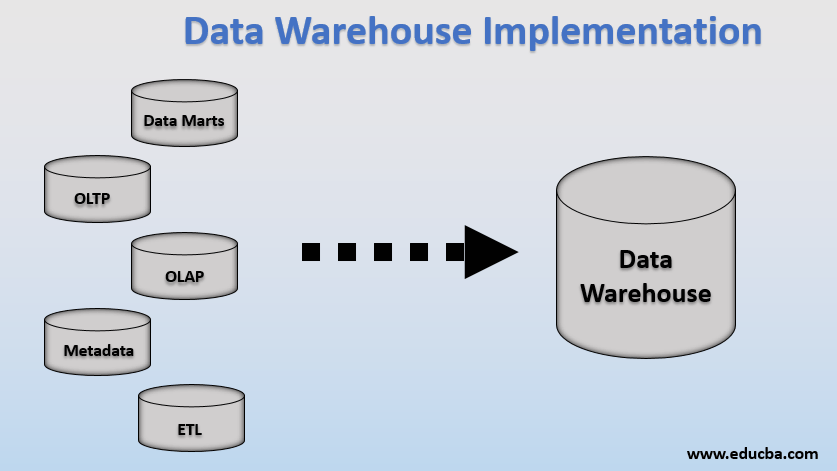 Data Warehouse Implementation
Data Marts
OLTP
OLAP
Metadata
ETL
Data
Warehouse
www.educba.com